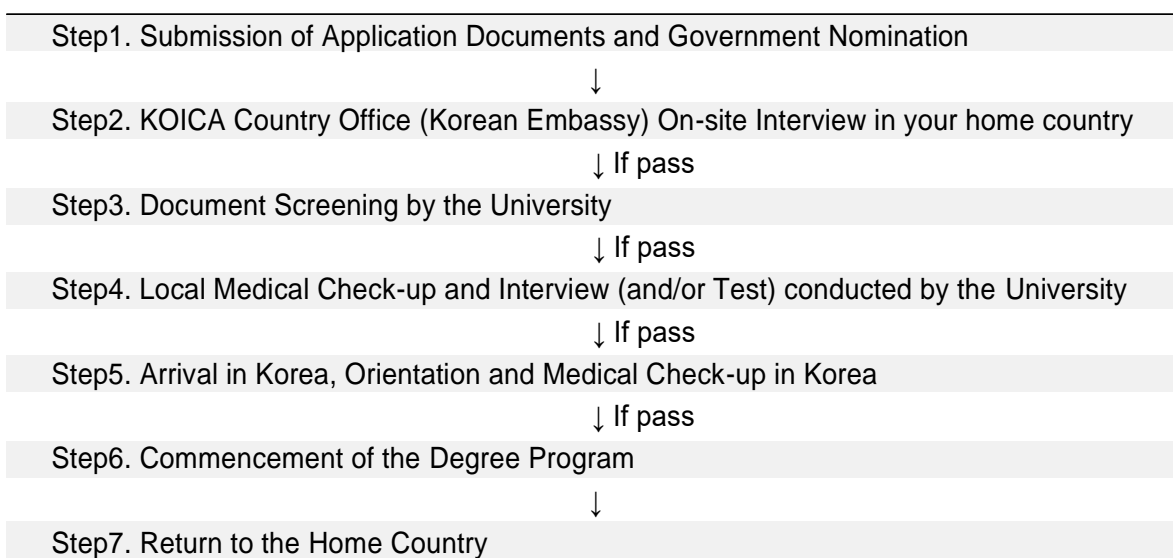 Step1. Submission of Application Documents and Government Nomination
↓
Step2. KOICA Country Office (Korean Embassy) On-site Interview in your home country
↓ If pass
Step3. Document Screening by the University
↓ If pass
Step4. Local Medical Check-up and Interview (and/or Test) conducted by the University
↓ If pass
Step5. Arrival in Korea, Orientation and Medical Check-up in Korea
↓ If pass
Step6. Commencement of the Degree Program
↓
Step7. Return to the Home Country